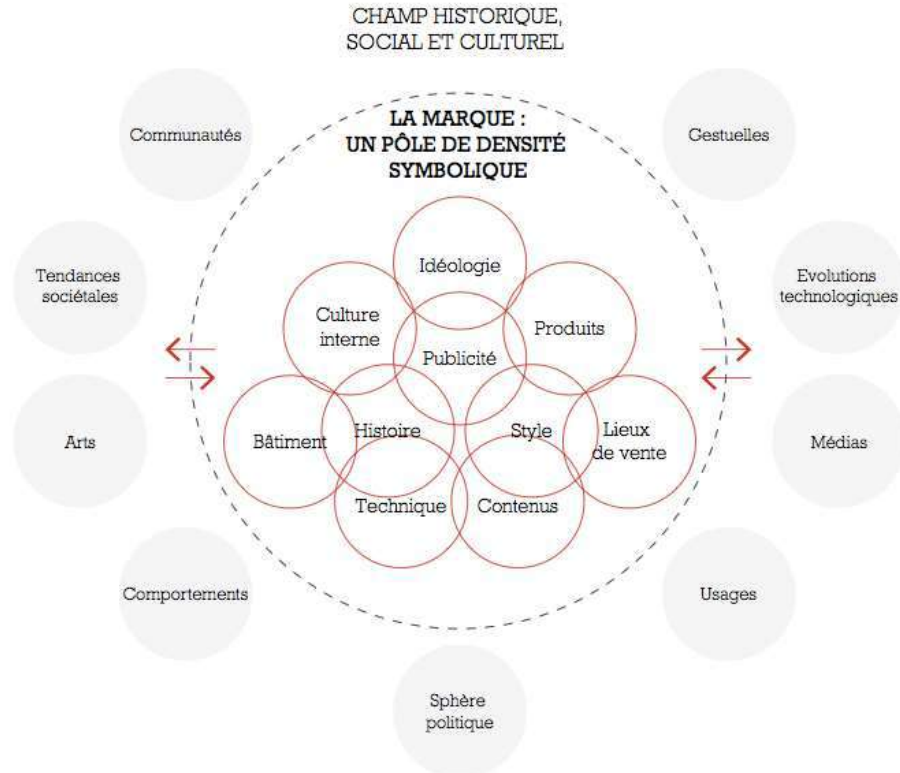 CHAMP HISTORIQUE,
SOCIAL ET CULTUREL
LA MARQUE :
UN PÔLE DE DENSITÉ
SYMBOLIQUE
Communautés
Gestuelles
Tendances
sociétales
Evolutions
technologiques
Idéologie
Culture
interne
Produits
Publicité
Arts
Bâtiment
Histoire
Style
Lieux
de vente
Médias
Technique
Contenus
Comportements
Usages
Sphère
politique